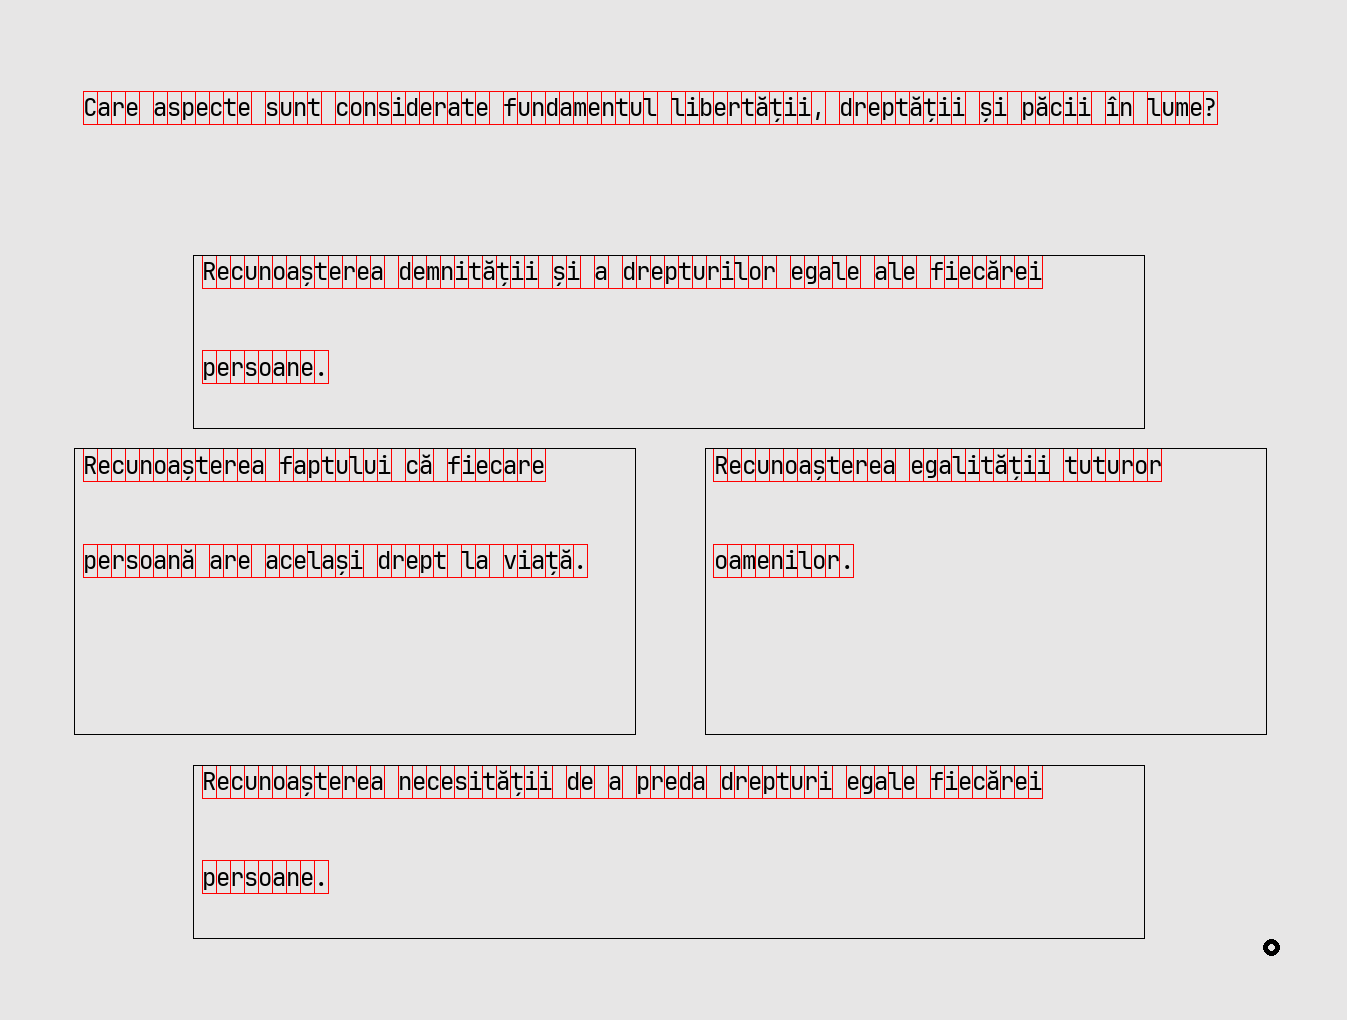 Care aspecte sunt considerate fundamentul libertății, dreptății și păcii în lume?
Recunoașterea demnității și a drepturilor egale ale fiecărei
persoane.
Recunoașterea faptului că fiecare
persoană are același drept la viață.
Recunoașterea egalității tuturor
oamenilor.
Recunoașterea necesității de a preda drepturi egale fiecărei
persoane.